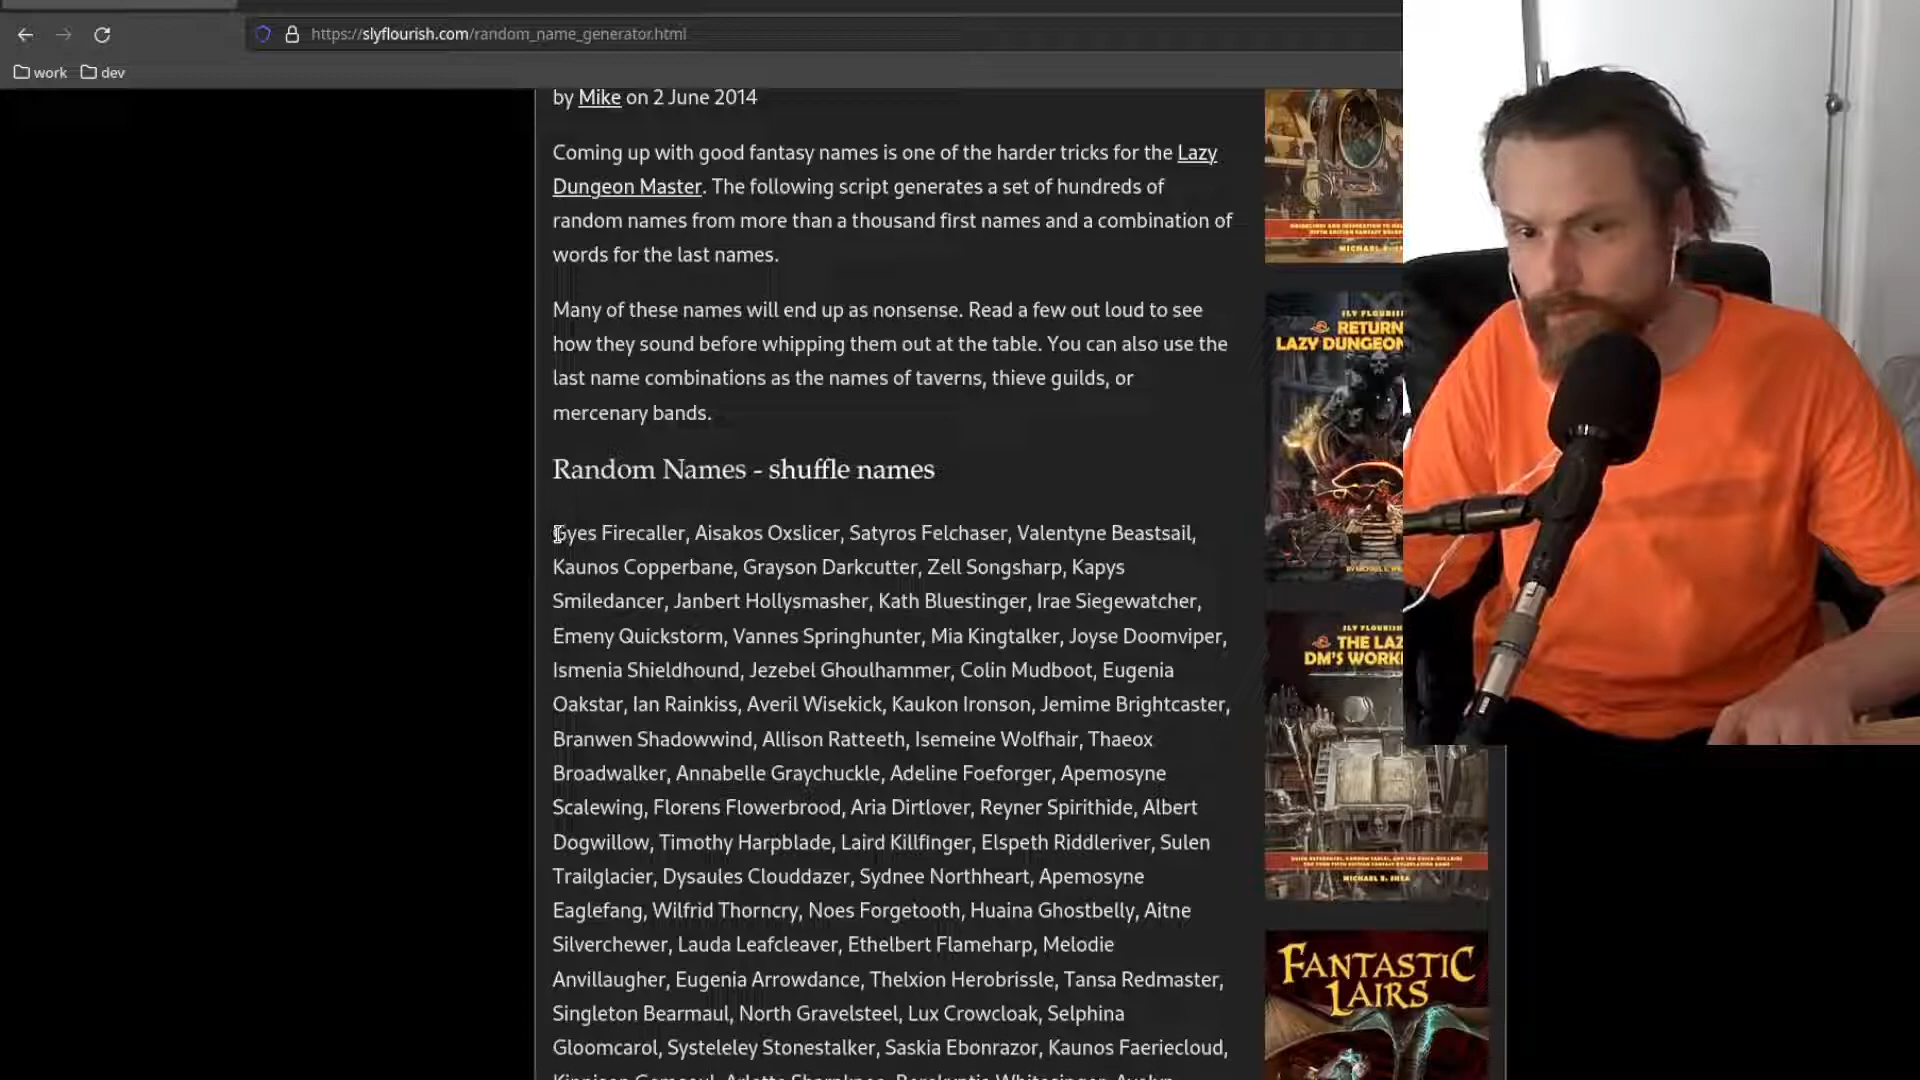 https://slyflourish.com/random_name_generator.html
work dev
by Mike on 2 June 2014
Coming up with good fantasy names is one of the harder tricks for the Lazy
Dungeon Master. The following script generates a set of hundreds of
random names from more than a thousand first names and a combination of
words for the last names.
Many of these names will end up as nonsense. Read a few out loud to see
how they sound before whipping them out at the table. You can also use the
last name combinations as the names of taverns, thieve guilds, or
mercenary bands.
Random Names - shuffle names
Gyes Firecaller, Aisakos Oxslicer, Satyros Felchaser, Valentyne Beastsail,
Kaunos Copperbane, Grayson Darkcutter, Zell Songsharp, Kapys
Smiledancer, Janbert Hollysmasher, Kath Bluestinger, Irae Siegewatcher,
Emeny Quickstorm, Vannes Springhunter, Mia Kingtalker, Joyse Doomviper,
Ismenia Shieldhound, Jezebel Ghoulhammer, Colin Mudboot, Eugenia
Oakstar, Ian Rainkiss, Averil Wisekick, Kaukon Ironson, Jemime Brightcaster,
Branwen Shadowwind, Allison Ratteeth, Isemeine Wolfhair, Thaeox
Broadwalker, Annabelle Graychuckle, Adeline Foeforger, Apemosyne
Scalewing, Florens Flowerbrood, Aria Dirtlover, Reyner Spirithide, Albert
Dogwillow, Timothy Harpblade, Laird Killfinger, Elspeth Riddleriver, Sulen
Trailglacier, Dysaules Clouddazer, Sydnee Northheart, Apemosyne
Eaglefang, Wilfrid Thorncry, Noes Forgetooth, Huaina Ghostbelly, Aitne
Silverchewer, Lauda Leafcleaver, Ethelbert Flameharp, Melodie
Anvillaugher, Eugenia Arrowdance, Thelxion Herobrissle, Tansa Redmaster,
Singleton Bearmaul, North Gravelsteel, Lux Crowcloak, Selphina
Gloomcarol, Systeleley Stonestalker, Saskia Ebonrazor, Kaunos Faeriecloud,
MICHAEL
SLY FLOURIS
RETURN
LAZY DUNGEON
SLY FLOURIS
THE LAZ
DM'S WORK
MICHAEL E. SHEA
FANTASTIC
LAIRS